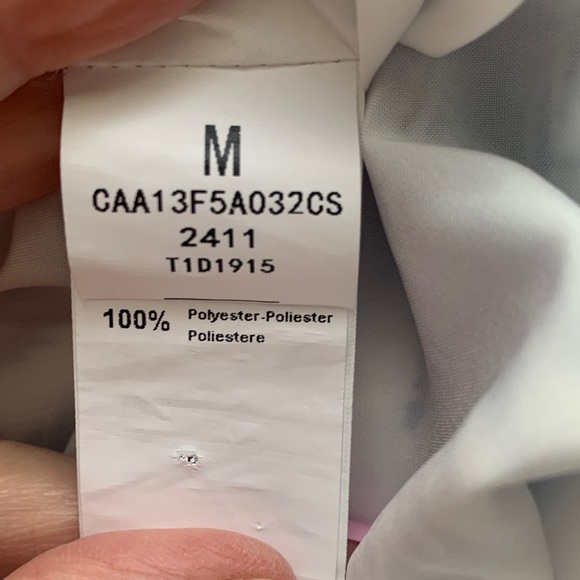 M
CAA13F5A032CS
2411
T1D1915
100% Polyester-Poliester
Poliestere